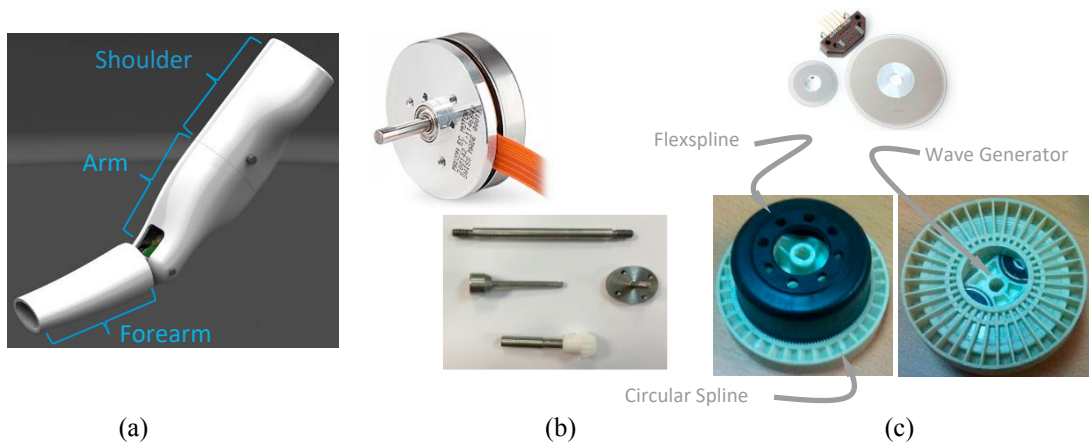 Shoulder
Arm
Forearm
Flexspline
Wave Generator
Circular Spline
(a)
(b)
(c)